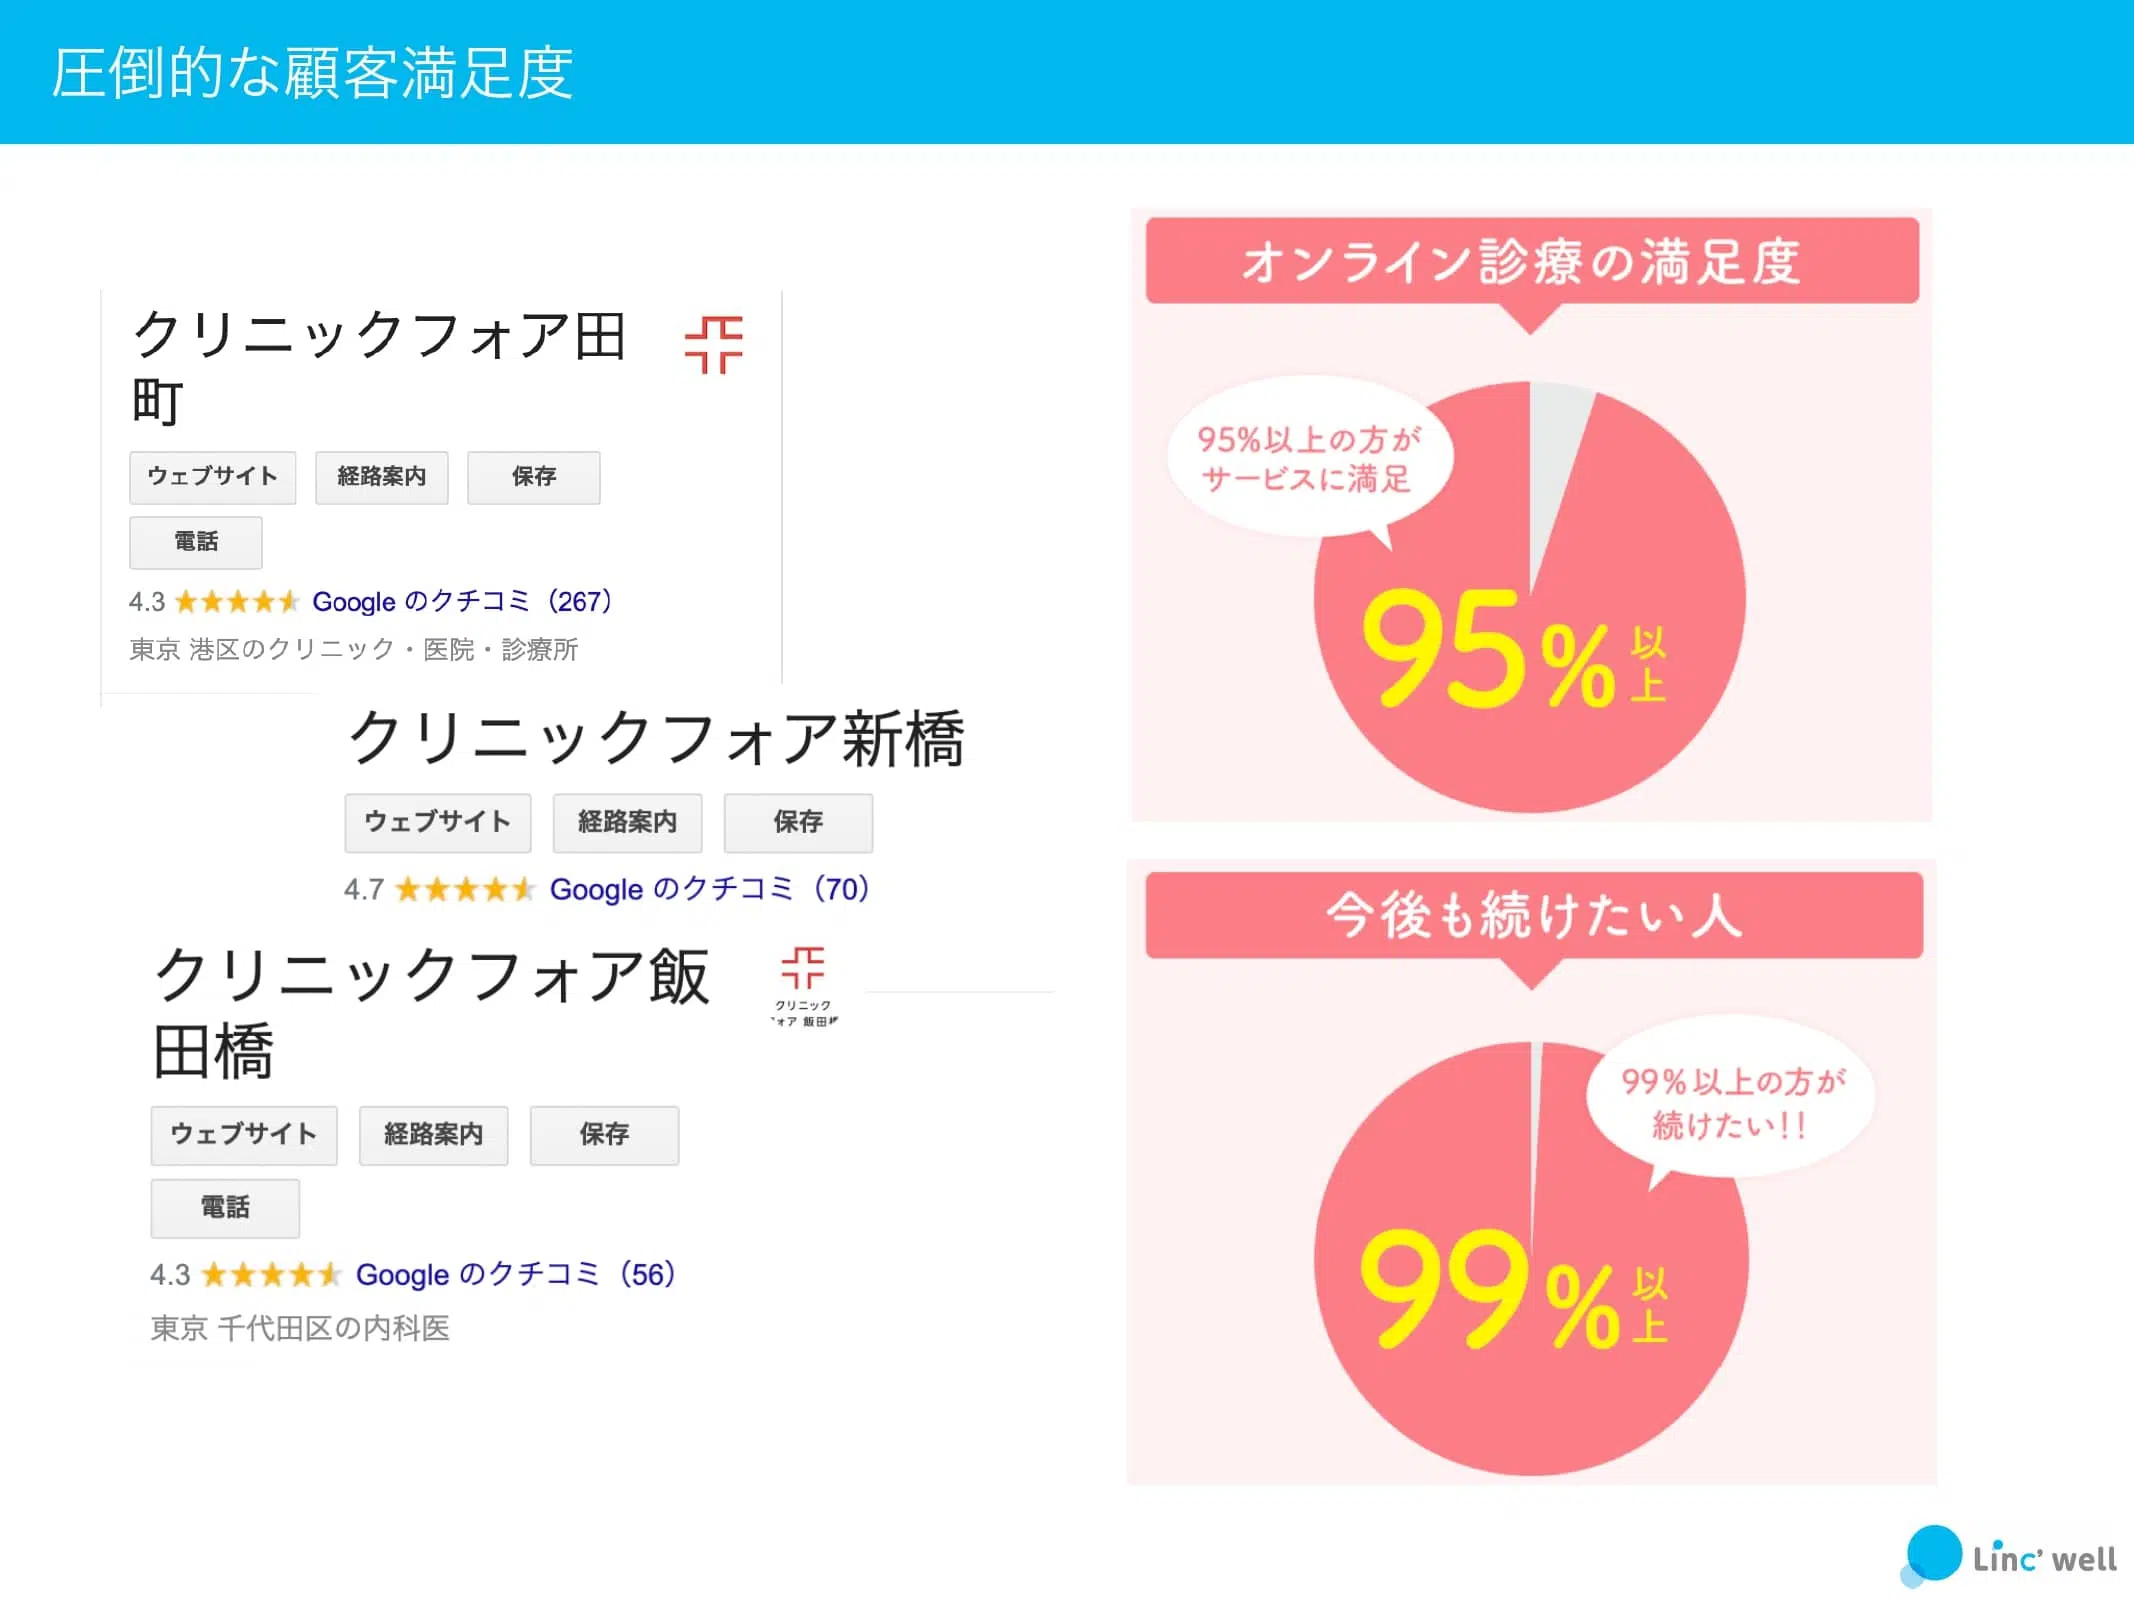 圧倒的な顧客満足度
クリニックフォア田
町
ウェブサイト
経路案内
保存
電話
4.3
Google のクチコミ（267）
東京 港区のクリニック・医院・診療所
クリニックフォア新橋
ウェブサイト
経路案内
保存
4.7
Google のクチコミ（70）
クリニックフォア飯
田橋
クリニック
ォア 飯田
ウェブサイト
経路案内
保存
電話
4.3
Google のクチコミ（56）
東京 千代田区の内科医
オンライン診療の満足度
95%以上の方が
サービスに満足
95%以上
今後も続けたい人
99%以上の方が
続けたい!!
99%以上
Linc' well